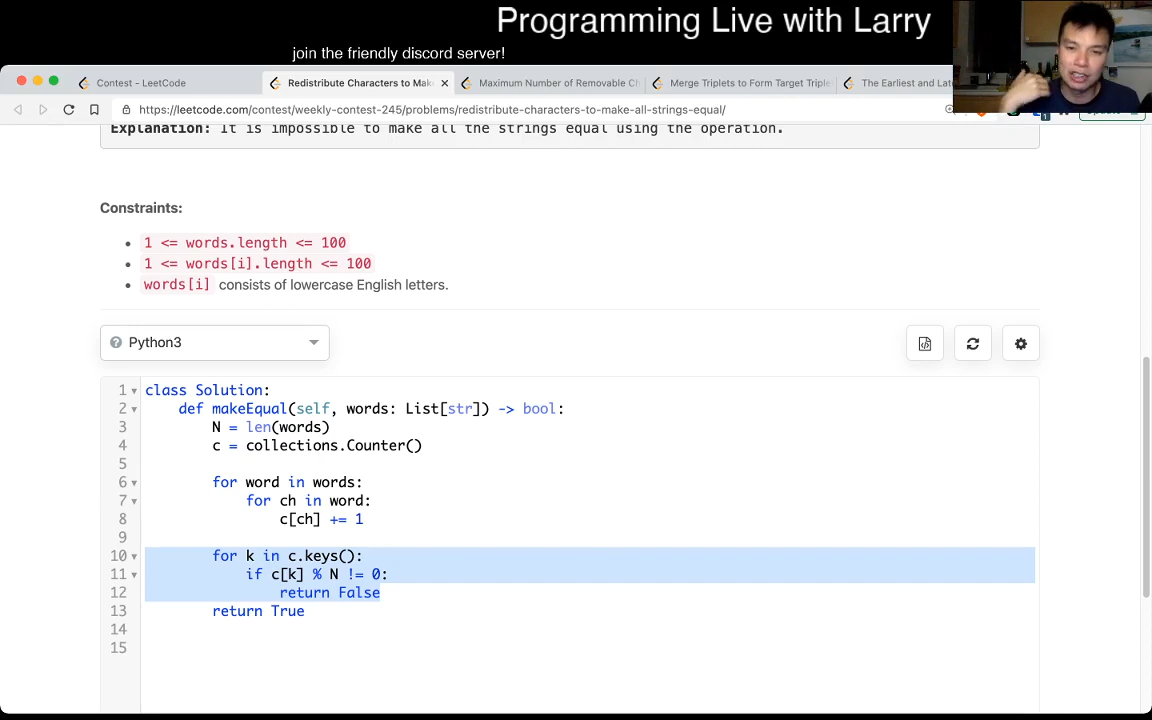 Programming Live with Larry
join the friendly discord server!
Contest - LeetCode
Redistribute Characters to Mak
Maximum Number of Removable Ch
Merge Triplets to Form Target Triple
The Earliest and Lat
https://leetcode.com/contest/weekly-contest-245/problems/redistribute-characters-to-make-all-strings-equal/
Explanation: It is impossible to make all the strings equal using the operation.
Constraints:
1 <= words.length <= 100
1 <= words[i].length <= 100
words[i] consists of lowercase English letters.
Python3
1 class Solution:
2 def makeEqual(self, words: List[str]) -> bool:
3 N = len(words)
4 c = collections.Counter()
5
6 for word in words:
7 for ch in word:
8 c[ch] += 1
9
10 for k in c.keys():
11 if c[k] % N != 0:
12 return False
13 return True
14
15